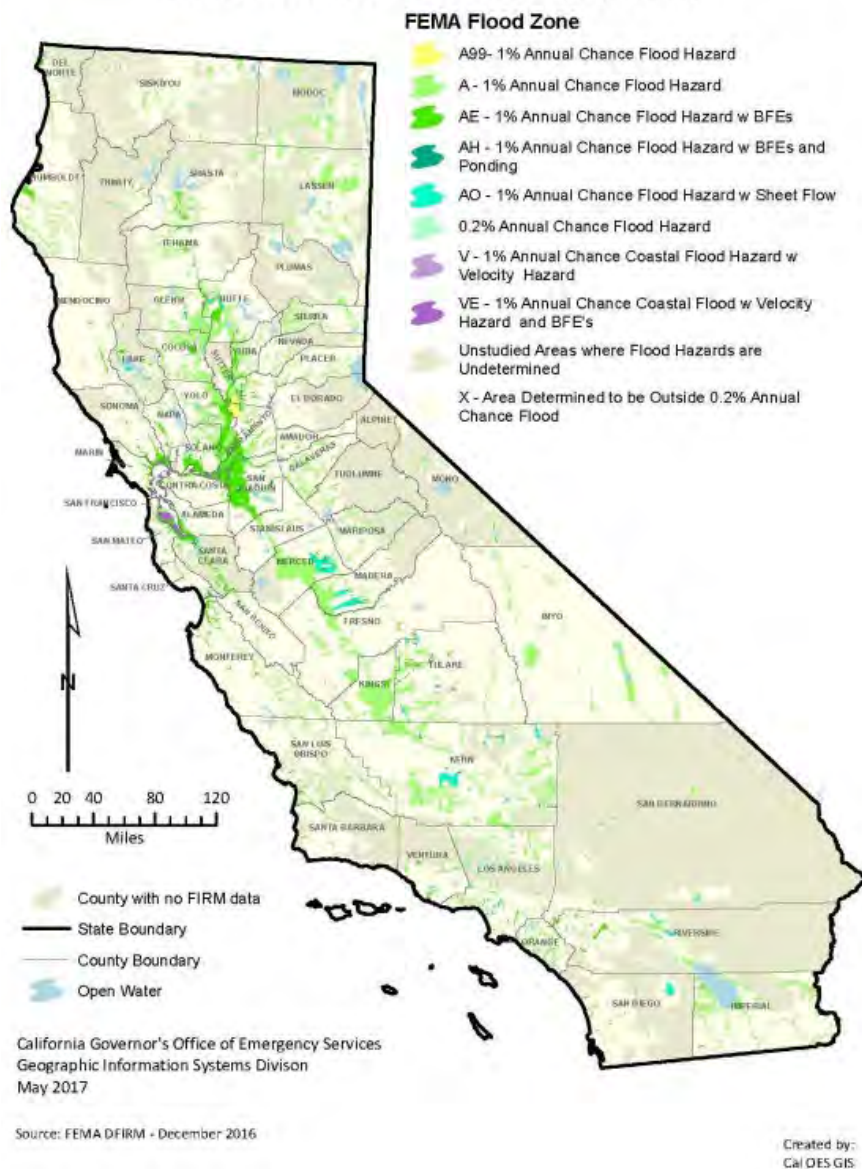 FEMA Flood Zone
A99- 1% Annual Chance Flood Hazard
A - 1% Annual Chance Flood Hazard
AE - 1% Annual Chance Flood Hazard w BFEs
AH - 1% Annual Chance Flood Hazard w BFEs and
Ponding
AO - 1% Annual Chance Flood Hazard w Sheet Flow
0.2% Annual Chance Flood Hazard
V - 1% Annual Chance Coastal Flood Hazard w
Velocity Hazard
VE - 1% Annual Chance Coastal Flood w Velocity
Hazard and BFE's
Unstudied Areas where Flood Hazards are
Undetermined
X - Area Determined to be Outside 0.2% Annual
Chance Flood
DEL
NORTE
SISKIYOU
MODOC
HUMBOLDT
TRINITY
SHASTA
LASSEN
TEHAMA
PLUMAS
MENDOCINO
GLENN
BUTTE
SIERRA
COLUSA
SUTTER
YUBA
NEVADA
PLACER
LAKE
SONOMA
NAPA
YOLO
SACRAMENTO
EL DORADO
ALPINE
AMADOR
SOLANO
CALAVERAS
MARIN
CONTRA COSTA
SAN
JOAQUIN
TUOLUMNE
MONO
SAN FRANCISCO
ALAMEDA
STANISLAUS
MARIPOSA
SAN MATEO
SANTA
CLARA
MERCED
MADERA
SANTA CRUZ
SAN BENITO
FRESNO
INYO
MONTEREY
TULARE
KINGS
N
SAN LUIS
OBISPO
KERN
SAN BERNARDINO
0 20 40 80 120
Miles
SANTA BARBARA
VENTURA
LOS ANGELES
ORANGE
RIVERSIDE
SAN DIEGO
IMPERIAL
County with no FIRM data
State Boundary
County Boundary
Open Water
California Governor's Office of Emergency Services
Geographic Information Systems Divison
May 2017
Source: FEMA DFIRM - December 2016
Created by:
Cal OES GIS